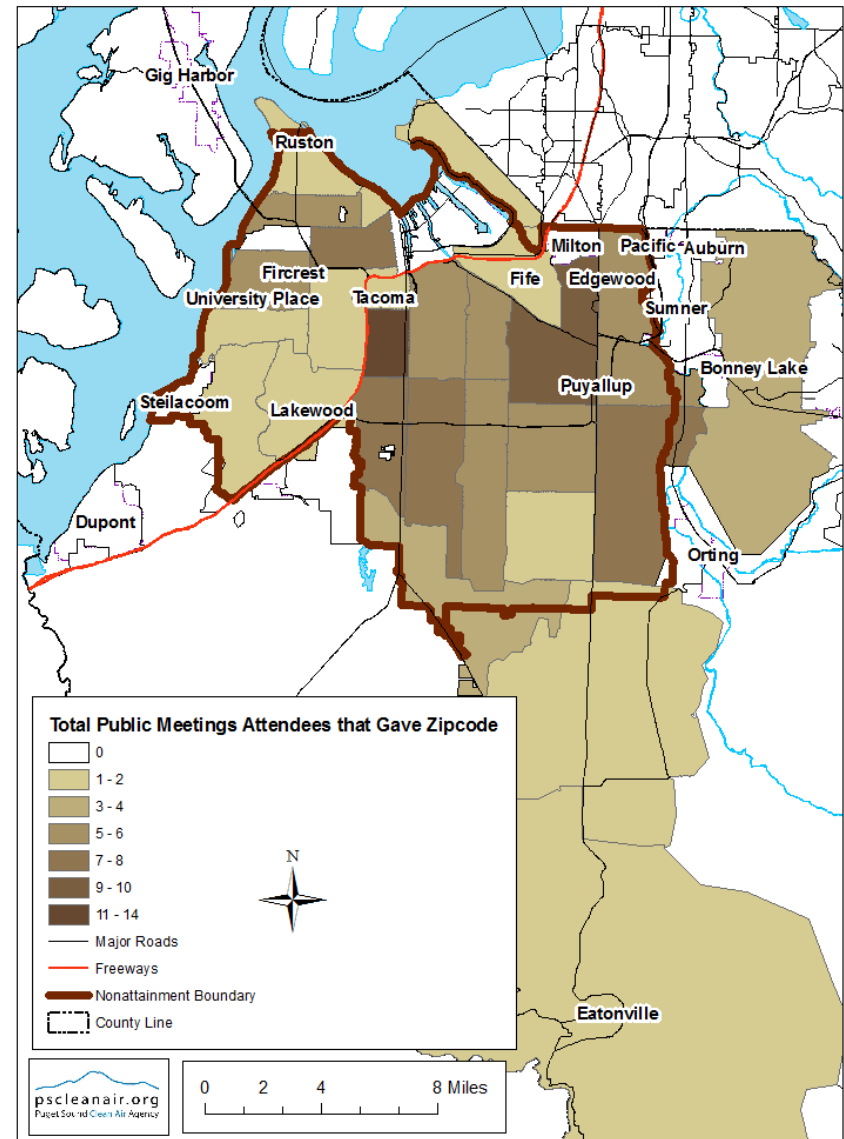 Gig Harbor
Ruston
Milton
Pacific
Auburn
Fircrest
Fife
Edgewood
University Place
Tacoma
Sumner
Bonney Lake
Puyallup
Steilacoom
Lakewood
Dupont
Orting
Total Public Meetings Attendees that Gave Zipcode
0
1 - 2
3 - 4
5 - 6
7 - 8
9 - 10
11 - 14
Major Roads
Freeways
Nonattainment Boundary
County Line
N
Eatonville
pscleanair.org
Puget Sound Clean Air Agency
0 2 4 8 Miles